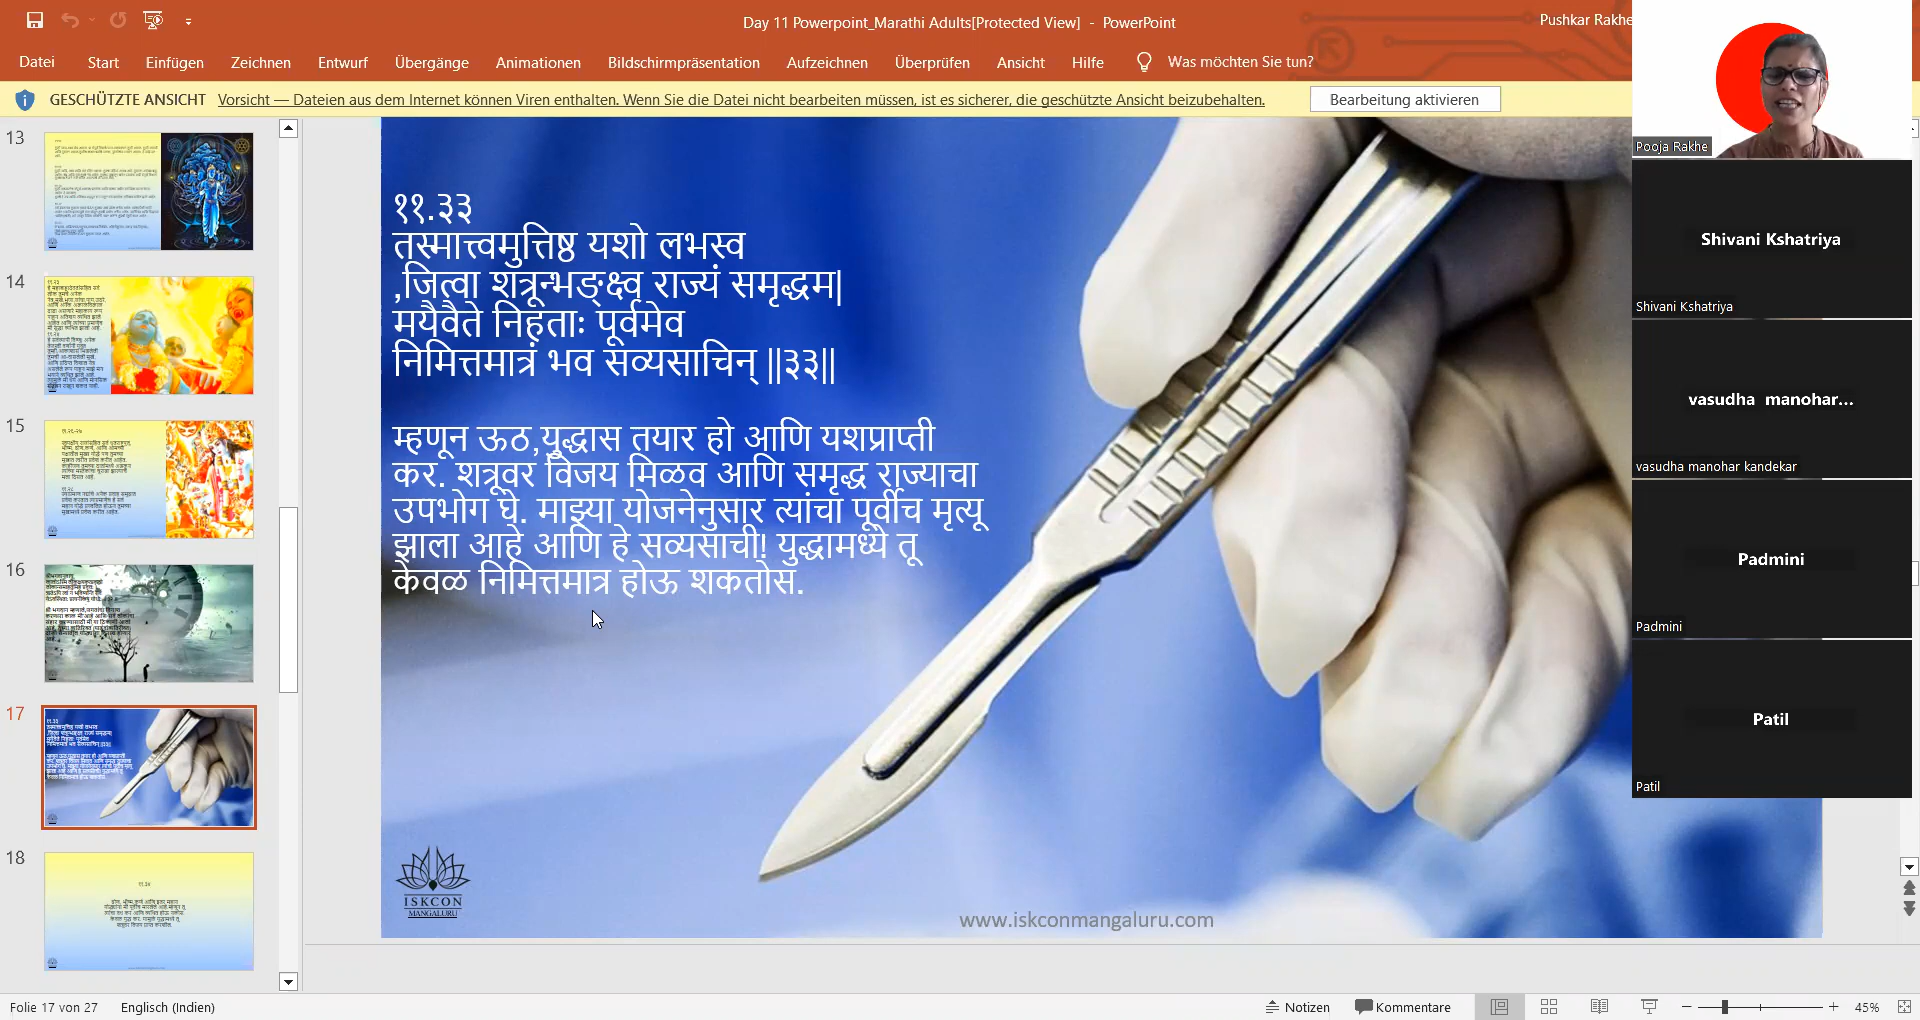 Day 11 Powerpoint_Marathi Adults[Protected View] - PowerPoint
Pushkar Rakhe
Datei Start Einfügen Zeichnen Entwurf Übergänge Animationen Bildschirmpräsentation Aufzeichnen Überprüfen Ansicht Hilfe Was möchten Sie tun?
GESCHÜTZTE ANSICHT Vorsicht — Dateien aus dem Internet können Viren enthalten. Wenn Sie die Datei nicht bearbeiten müssen, ist es sicherer, die geschützte Ansicht beizubehalten. Bearbeitung aktivieren
13
14
15
16
17
18
११.३३
तस्मात्त्वमुत्तिष्ठ यशो लभस्व
,जित्वा शत्रून्भङ्क्ष्व राज्यं समृद्धम|
मयैवैते निहताः पूर्वमेव
निमित्तमात्रं भव सव्यसाचिन् ||३३||
म्हणून ऊठ,युद्धास तयार हो आणि यशप्राप्ती
कर. शत्रूवर विजय मिळव आणि समृद्ध राज्याचा
उपभोग घे. माझ्या योजनेनुसार त्यांचा पूर्वीच मृत्यू
झाला आहे आणि हे सव्यसाची! युद्धामध्ये तू
केवळ निमित्तमात्र होऊ शकतोस.
ISKCON
MANGALURU
www.iskconmangaluru.com
Pooja Rakhe
Shivani Kshatriya
Shivani Kshatriya
vasudha manohar...
vasudha manohar kandekar
Padmini
Padmini
Patil
Patil
Folie 17 von 27 Englisch (Indien) Notizen Kommentare 45%